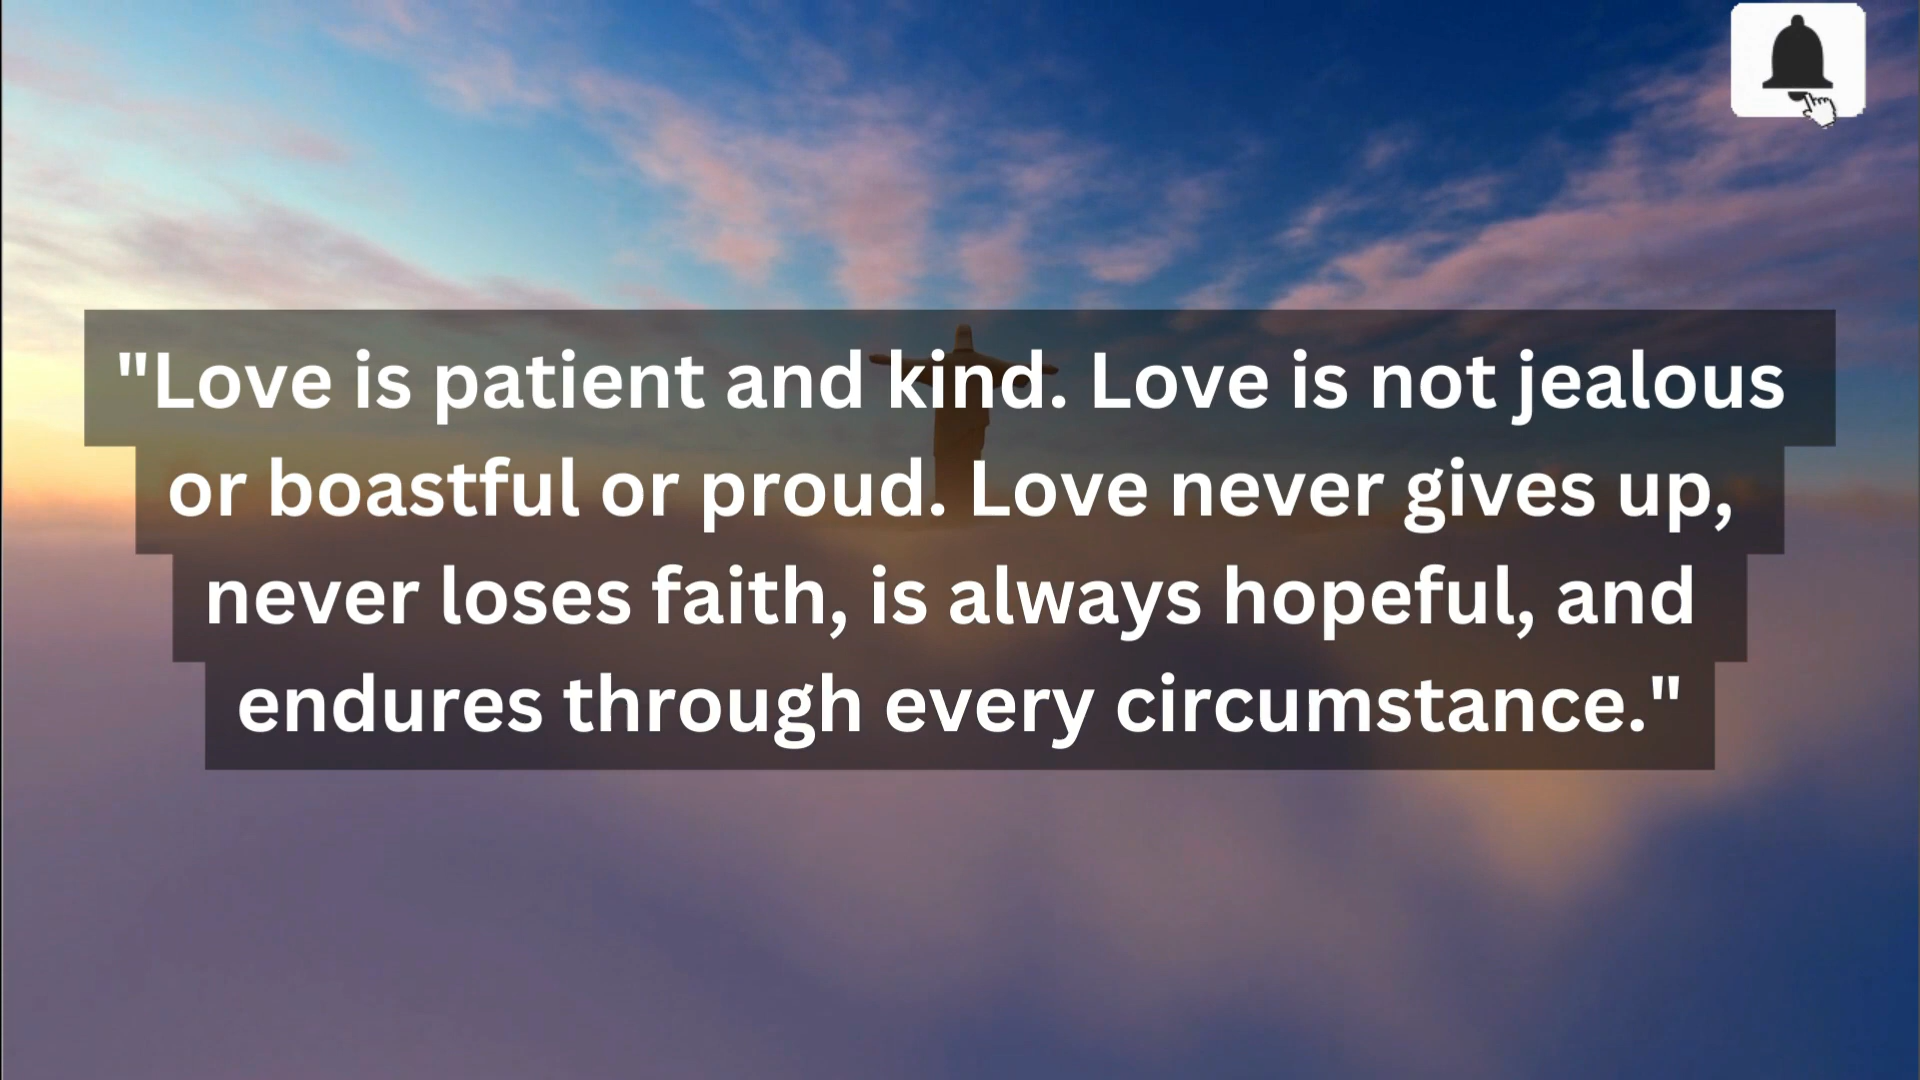 "Love is patient and kind. Love is not jealous
or boastful or proud. Love never gives up,
never loses faith, is always hopeful, and
endures through every circumstance."